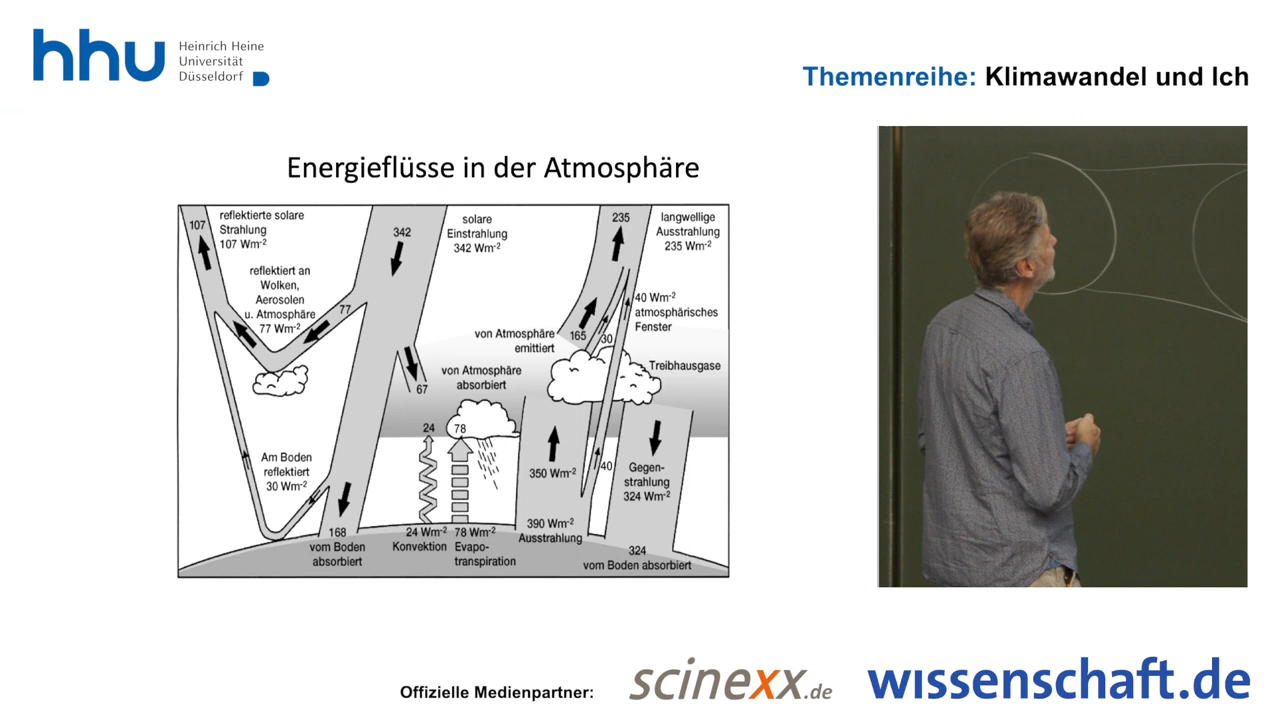 hhu
Heinrich Heine
Universität
Düsseldorf
Themenreihe: Klimawandel und Ich
Energieflüsse in der Atmosphäre
107
reflektierte solare
Strahlung
107 Wm-2
342
solare
Einstrahlung
342 Wm-2
235
langwellige
Ausstrahlung
235 Wm-2
reflektiert an
Wolken,
Aerosolen
u. Atmosphäre
77 Wm-2
77
40 Wm-2
atmosphärisches
Fenster
von Atmosphäre
emittiert
165
30
Treibhausgase
von Atmosphäre
absorbiert
67
24
78
Am Boden
reflektiert
30 Wm-2
350 Wm-2
40
Gegen-
strahlung
324 Wm-2
168
vom Boden
absorbiert
24 Wm-2
Konvektion
78 Wm-2
Evapo-
transpiration
390 Wm-2
Ausstrahlung
324
vom Boden absorbiert
Offizielle Medienpartner:
scinexx.de
wissenschaft.de